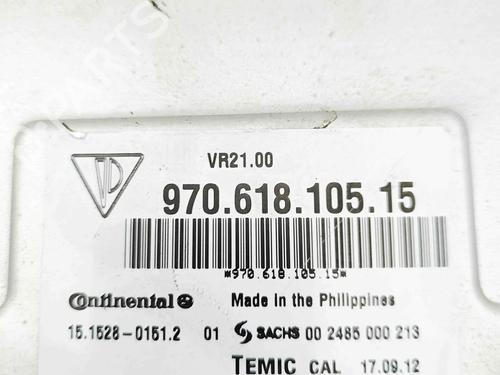 VR21.00
970.618.105.15
*970.618.105.15*
Continental Made in the Philippines
15.1528-0151.2 01 SACHS 00 2485 000 213
TEMIC CAL 17.09.12